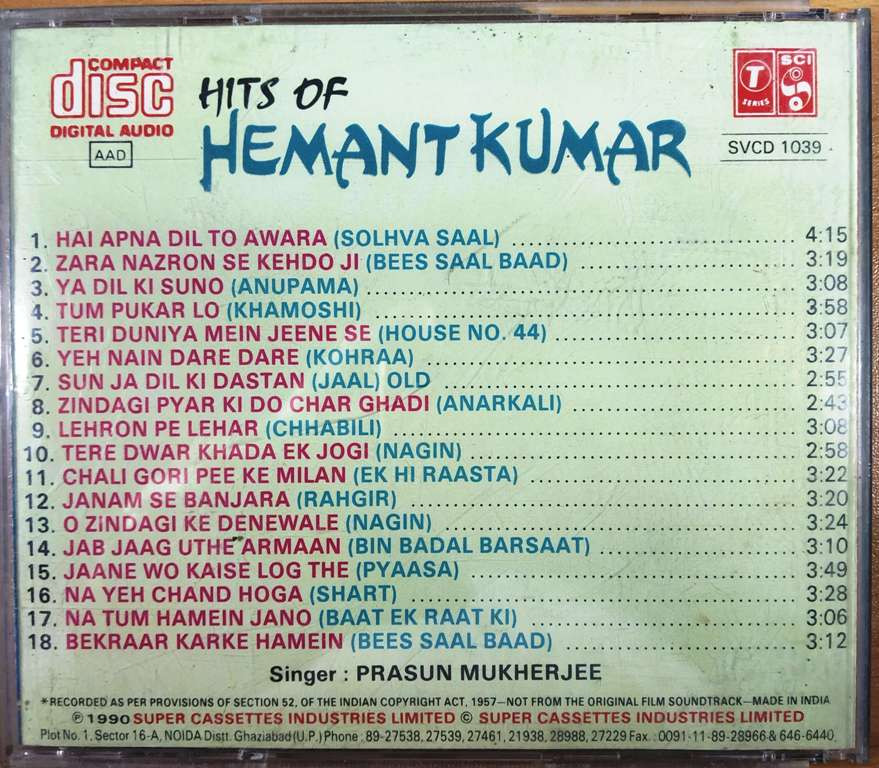 COMPACT
disc
DIGITAL AUDIO
AAD
HITS OF
HEMANT KUMAR
T
SERIES
SCI
SVCD 1039
1. HAI APNA DIL TO AWARA (SOLHVA SAAL) 4:15
2. ZARA NAZRON SE KEHDO JI (BEES SAAL BAAD) 3:19
3. YA DIL KI SUNO (ANUPAMA) 3:08
4. TUM PUKAR LO (KHAMOSHI) 3:58
5. TERI DUNIYA MEIN JEENE SE (HOUSE NO. 44) 3:07
6. YEH NAIN DARE DARE (KOHRAA) 3:27
7. SUN JA DIL KI DASTAN (JAAL) OLD 2:55
8. ZINDAGI PYAR KI DO CHAR GHADI (ANARKALI) 2:43
9. LEHRON PE LEHAR (CHHABILI) 3:08
10. TERE DWAR KHADA EK JOGI (NAGIN) 2:58
11. CHALI GORI PEE KE MILAN (EK HI RAASTA) 3:22
12. JANAM SE BANJARA (RAHGIR) 3:20
13. O ZINDAGI KE DENEWALE (NAGIN) 3:24
14. JAB JAAG UTHE ARMAAN (BIN BADAL BARSAAT) 3:10
15. JAANE WO KAISE LOG THE (PYAASA) 3:49
16. NA YEH CHAND HOGA (SHART) 3:28
17. NA TUM HAMEIN JANO (BAAT EK RAAT KI) 3:06
18. BEKRAAR KARKE HAMEIN (BEES SAAL BAAD) 3:12
Singer : PRASUN MUKHERJEE
*RECORDED AS PER PROVISIONS OF SECTION 52, OF THE INDIAN COPYRIGHT ACT, 1957—NOT FROM THE ORIGINAL FILM SOUNDTRACK—MADE IN INDIA
℗ 1990 SUPER CASSETTES INDUSTRIES LIMITED © SUPER CASSETTES INDUSTRIES LIMITED
Plot No. 1, Sector 16-A, NOIDA Distt. Ghaziabad (U.P.) Phone : 89-27538, 27539, 27461, 21938, 28988, 27229 Fax : 0091-11-89-28966 & 646-6440,